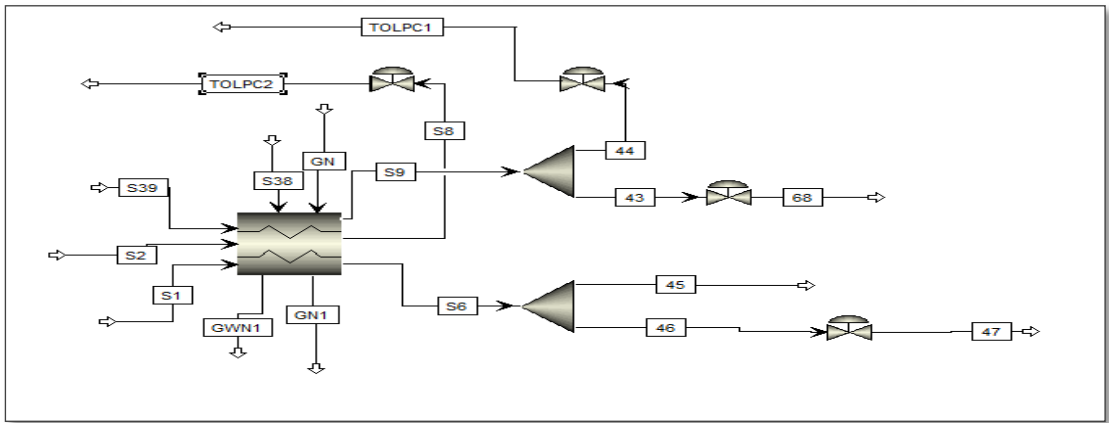 TOLPC1
TOLPC2
S8
44
GN
S38
S9
S39
43
68
S2
S1
45
S6
GWN1
GN1
46
47